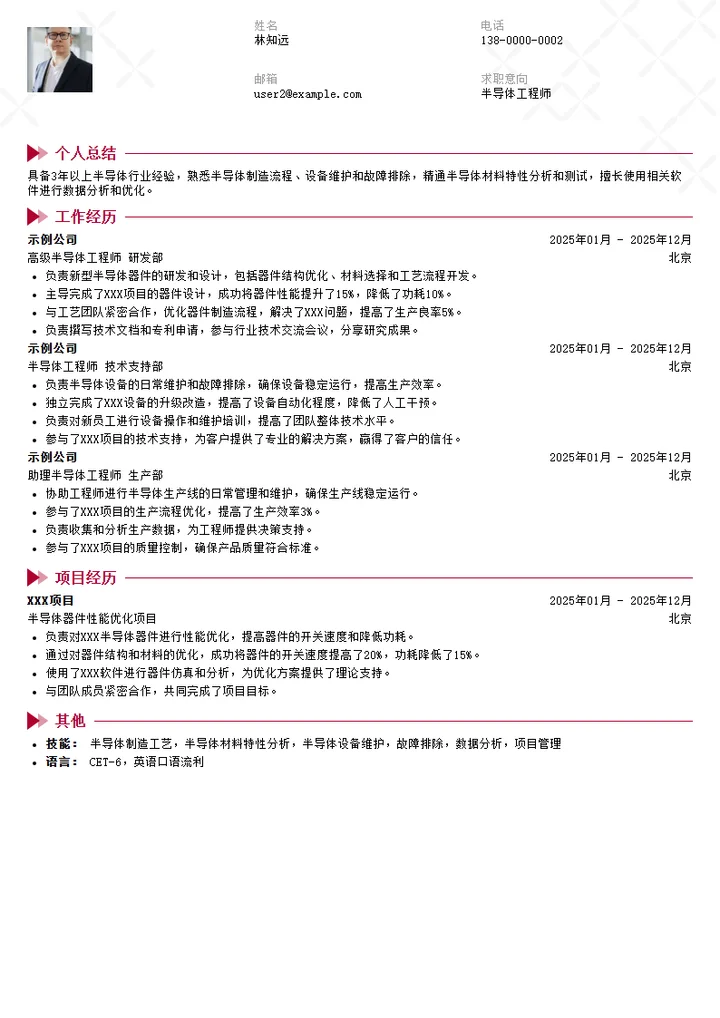 姓名
林知远
电话
138-0000-0002
邮箱
user2@example.com
求职意向
半导体工程师
个人总结
具备3年以上半导体行业经验，熟悉半导体制造流程、设备维护和故障排除，精通半导体材料特性分析和测试，擅长使用相关软
件进行数据分析和优化。
工作经历
示例公司 2025年01月 - 2025年12月
高级半导体工程师 研发部 北京
• 负责新型半导体器件的研发和设计，包括器件结构优化、材料选择和工艺流程开发。
• 主导完成了XXX项目的器件设计，成功将器件性能提升了15%，降低了功耗10%。
• 与工艺团队紧密合作，优化器件制造流程，解决了XXX问题，提高了生产良率5%。
• 负责撰写技术文档和专利申请，参与行业技术交流会议，分享研究成果。
示例公司 2025年01月 - 2025年12月
半导体工程师 技术支持部 北京
• 负责半导体设备的日常维护和故障排除，确保设备稳定运行，提高生产效率。
• 独立完成了XXX设备的升级改造，提高了设备自动化程度，降低了人工干预。
• 负责对新员工进行设备操作和维护培训，提高了团队整体技术水平。
• 参与了XXX项目的技术支持，为客户提供了专业的解决方案，赢得了客户的信任。
示例公司 2025年01月 - 2025年12月
助理半导体工程师 生产部 北京
• 协助工程师进行半导体生产线的日常管理和维护，确保生产线稳定运行。
• 参与了XXX项目的生产流程优化，提高了生产效率3%。
• 负责收集和分析生产数据，为工程师提供决策支持。
• 参与了XXX项目的质量控制，确保产品质量符合标准。
项目经历
XXX项目 2025年01月 - 2025年12月
半导体器件性能优化项目 北京
• 负责对XXX半导体器件进行性能优化，提高器件的开关速度和降低功耗。
• 通过对器件结构和材料的优化，成功将器件的开关速度提高了20%，功耗降低了15%。
• 使用了XXX软件进行器件仿真和分析，为优化方案提供了理论支持。
• 与团队成员紧密合作，共同完成了项目目标。
其他
• 技能： 半导体制造工艺，半导体材料特性分析，半导体设备维护，故障排除，数据分析，项目管理
• 语言： CET-6，英语口语流利